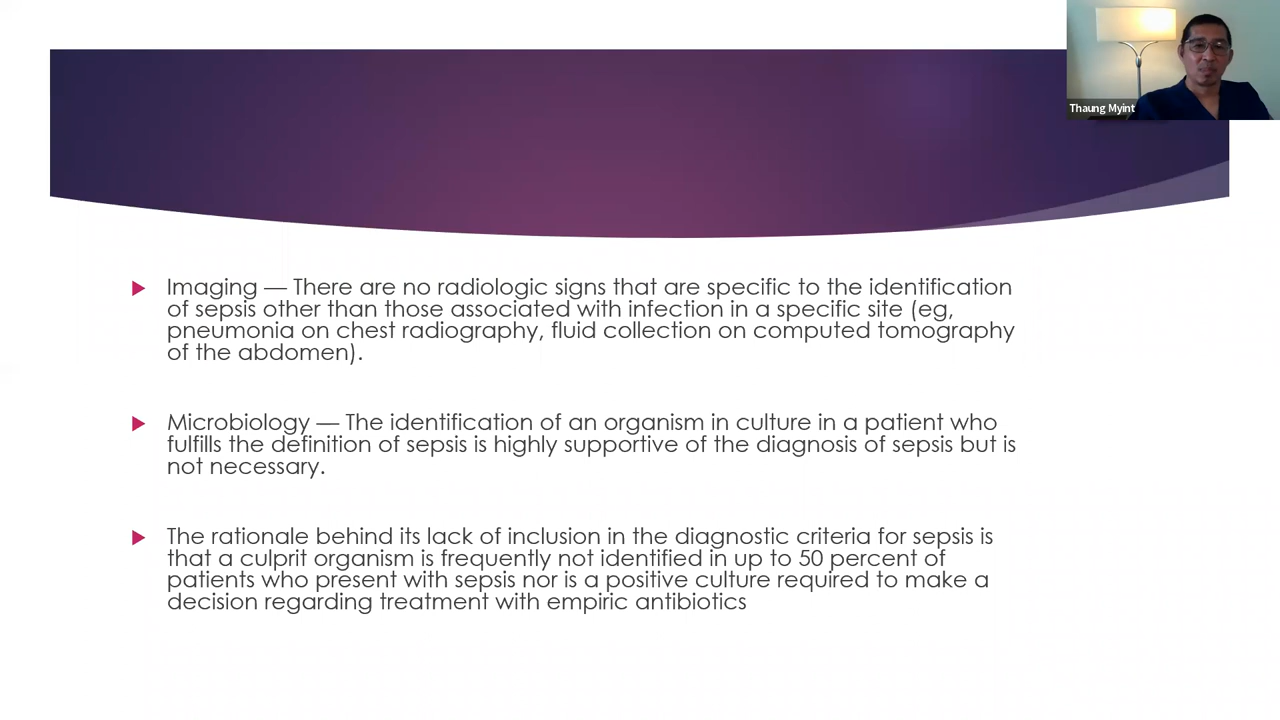 Thaung Myint
Imaging — There are no radiologic signs that are specific to the identification
of sepsis other than those associated with infection in a specific site (eg,
pneumonia on chest radiography, fluid collection on computed tomography
of the abdomen).
Microbiology — The identification of an organism in culture in a patient who
fulfills the definition of sepsis is highly supportive of the diagnosis of sepsis but is
not necessary.
The rationale behind its lack of inclusion in the diagnostic criteria for sepsis is
that a culprit organism is frequently not identified in up to 50 percent of
patients who present with sepsis nor is a positive culture required to make a
decision regarding treatment with empiric antibiotics